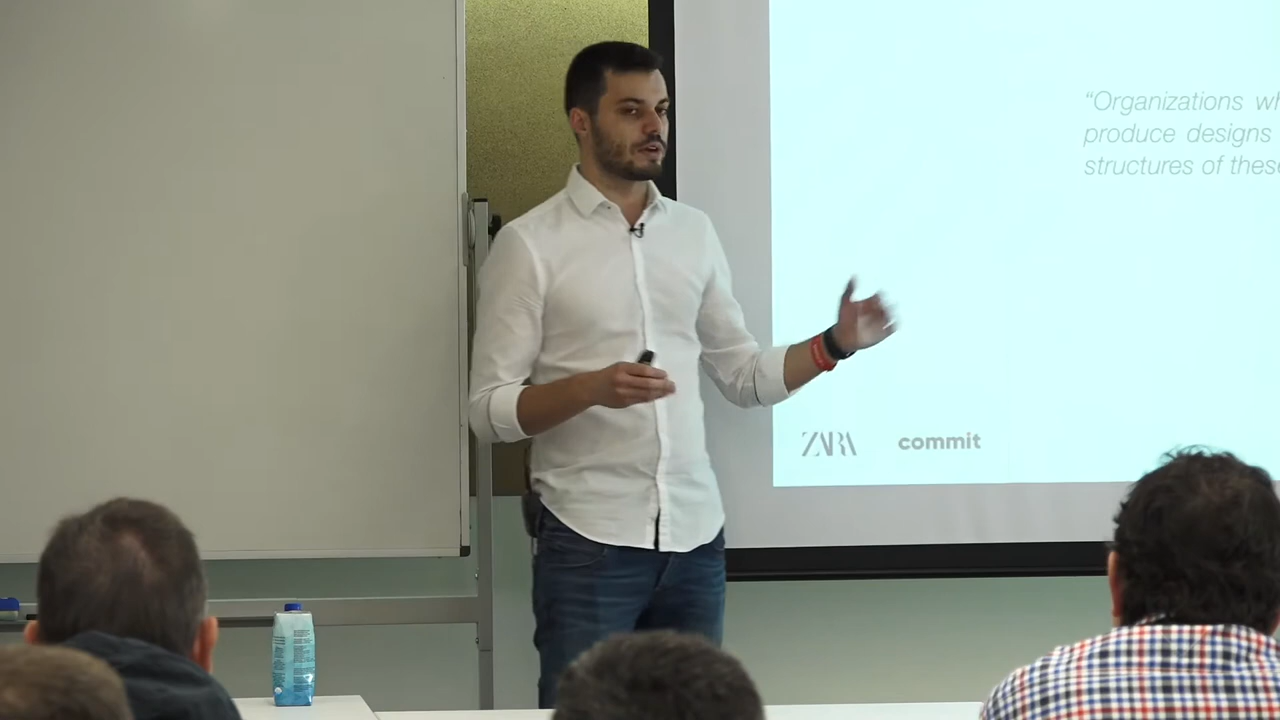 “Organizations wh
produce designs
structures of these
ZARA commit